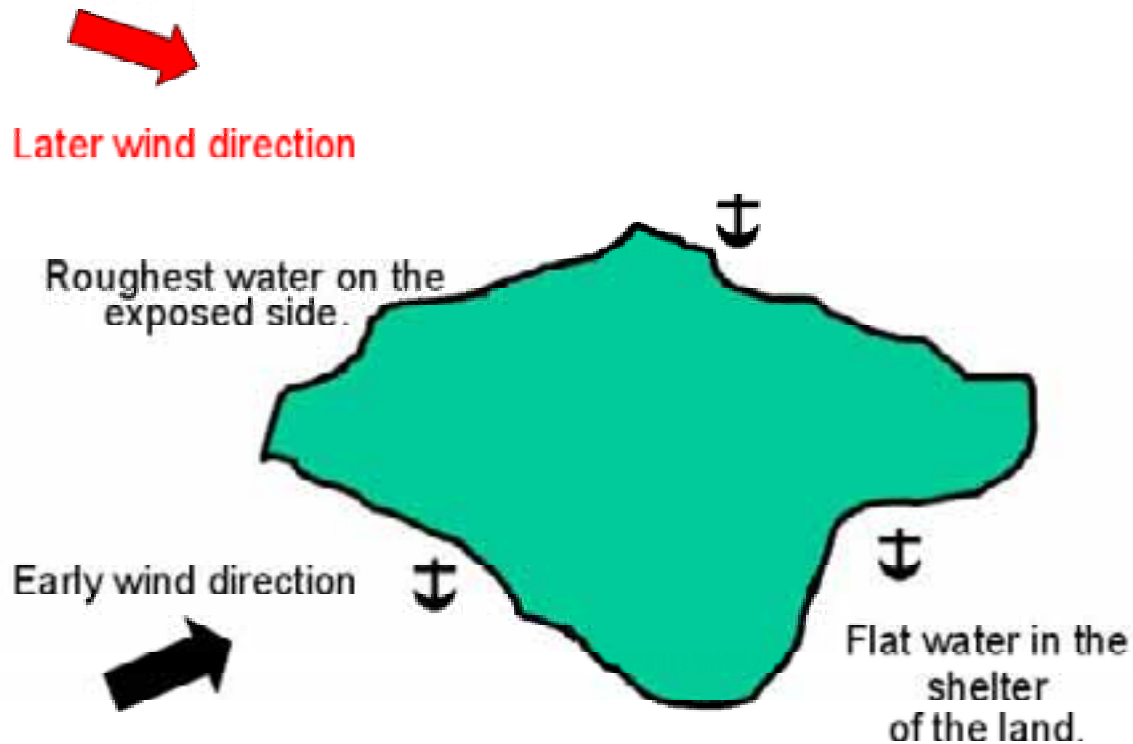 Later wind direction
Roughest water on the
exposed side.
Early wind direction
Flat water in the
shelter
of the land.